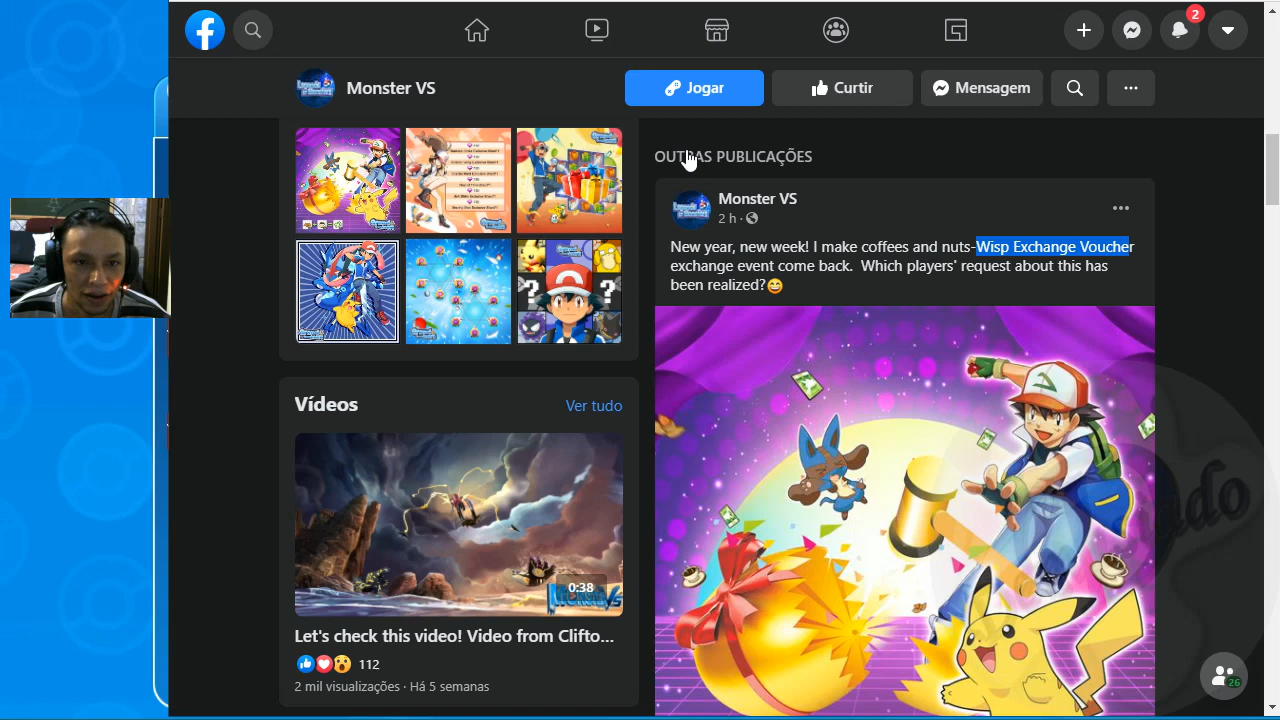 2
Monster VS
Jogar
Curtir
Mensagem
OUTRAS PUBLICAÇÕES
Monster VS
2 h ·
New year, new week! I make coffees and nuts-Wisp Exchange Voucher
exchange event come back. Which players' request about this has
been realized?😅
Vídeos
Ver tudo
0:38
Let's check this video! Video from Clifto...
112
2 mil visualizações · Há 5 semanas
26